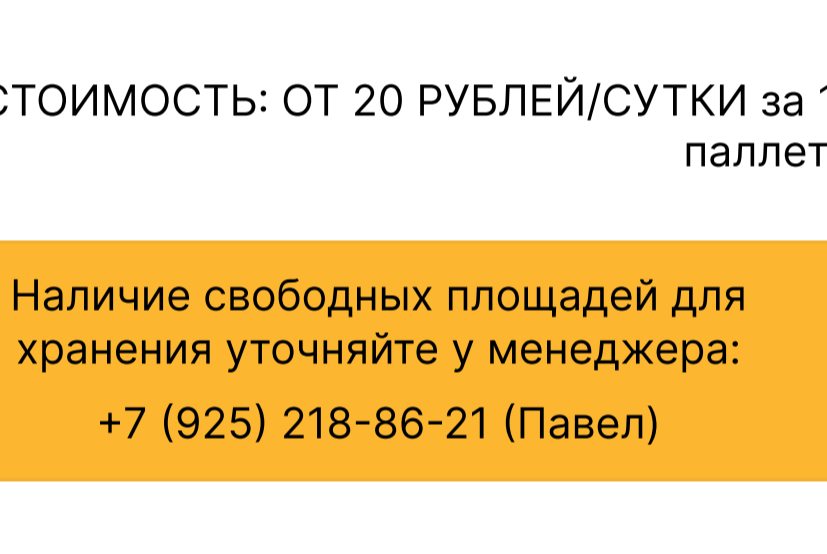 СТОИМОСТЬ: ОТ 20 РУБЛЕЙ/СУТКИ за 1
паллет
Наличие свободных площадей для
хранения уточняйте у менеджера:
+7 (925) 218-86-21 (Павел)